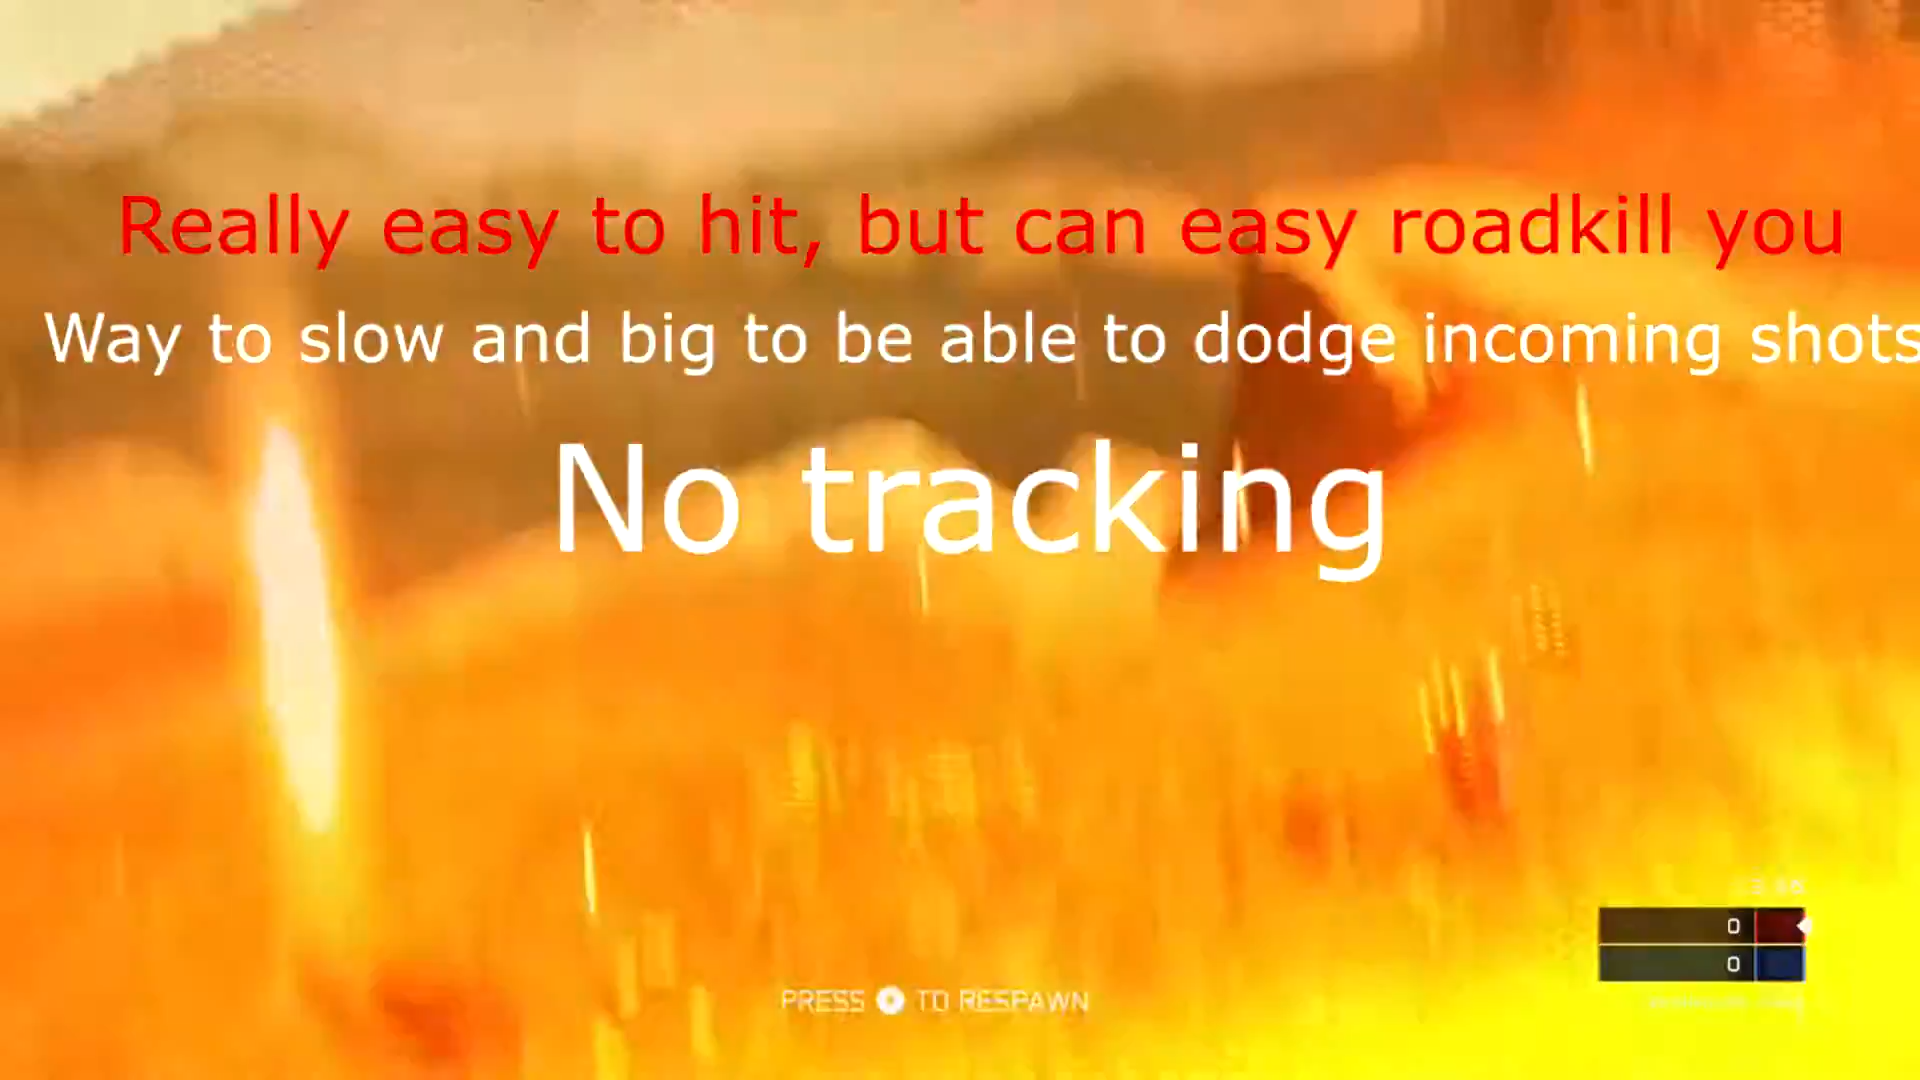 Really easy to hit, but can easy roadkill you
Way to slow and big to be able to dodge incoming shots
No tracking
0
0
PRESS TO RESPAWN